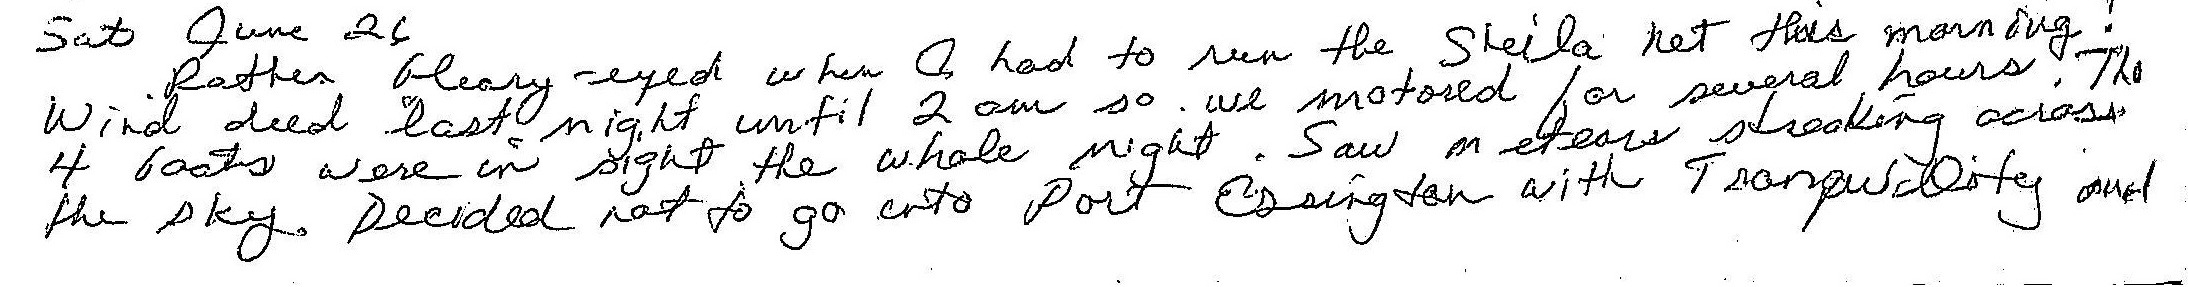 Sat June 26
Rather bleary-eyed when I had to run the Sheila net this morning!
Wind died last night until 2 am so we motored for several hours. The
4 boats were in sight the whole night. Saw meteors streaking across
the sky. Decided not to go into Port Essington with Tranquillity and